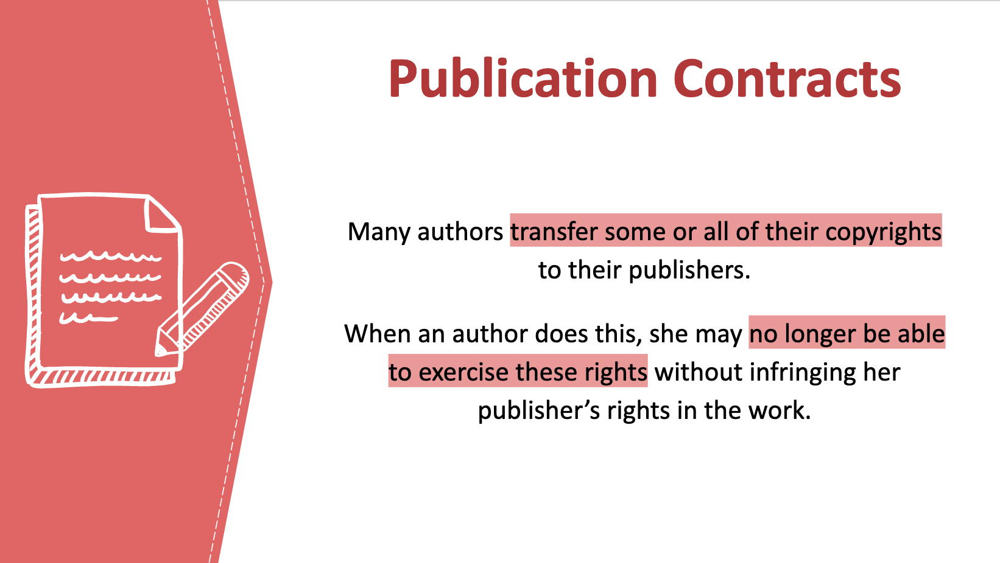 Publication Contracts
Many authors transfer some or all of their copyrights
to their publishers.
When an author does this, she may no longer be able
to exercise these rights without infringing her
publisher’s rights in the work.